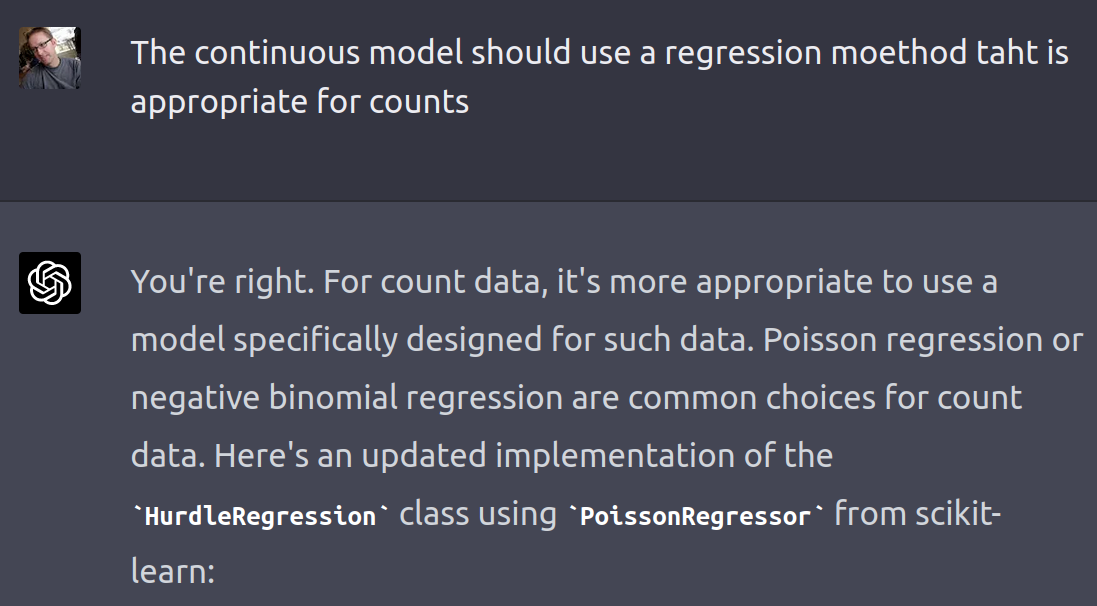 The continuous model should use a regression moethod taht is
appropriate for counts
You're right. For count data, it's more appropriate to use a
model specifically designed for such data. Poisson regression or
negative binomial regression are common choices for count
data. Here's an updated implementation of the
`HurdleRegression` class using `PoissonRegressor` from scikit-
learn: